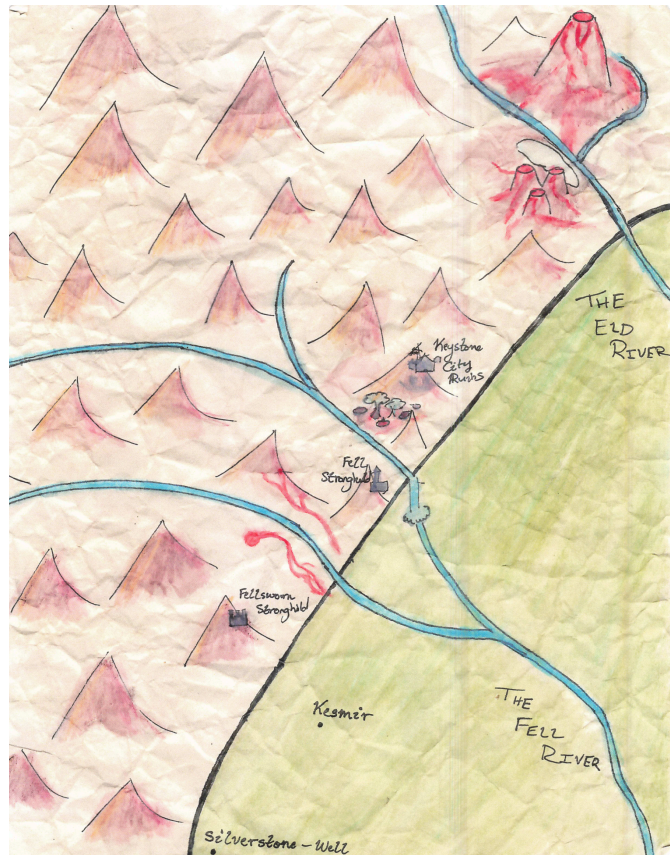 THE
ELD
RIVER
Keystone
City
Ruins
Fell
Stronghold
Fellsworn
Stronghold
Kesmir
THE
FELL
RIVER
Silverstone-Well